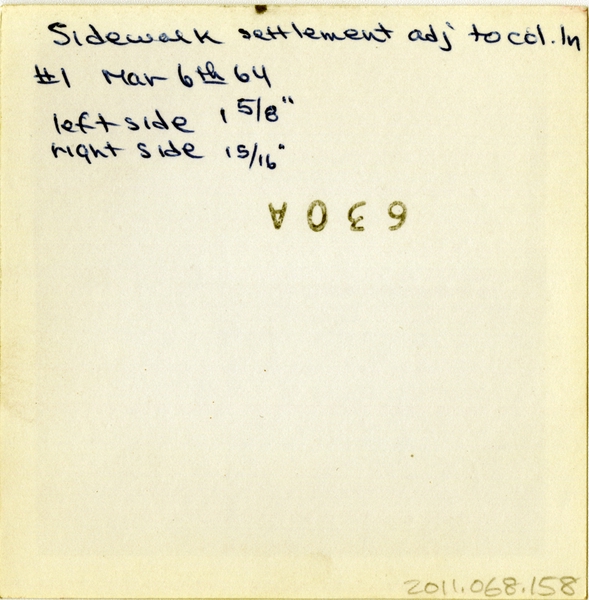 Sidewalk settlement adj to col. ln
#1 Mar 6th 64
left side 1 5/8"
right side 15/16"
630A
2011.068.158